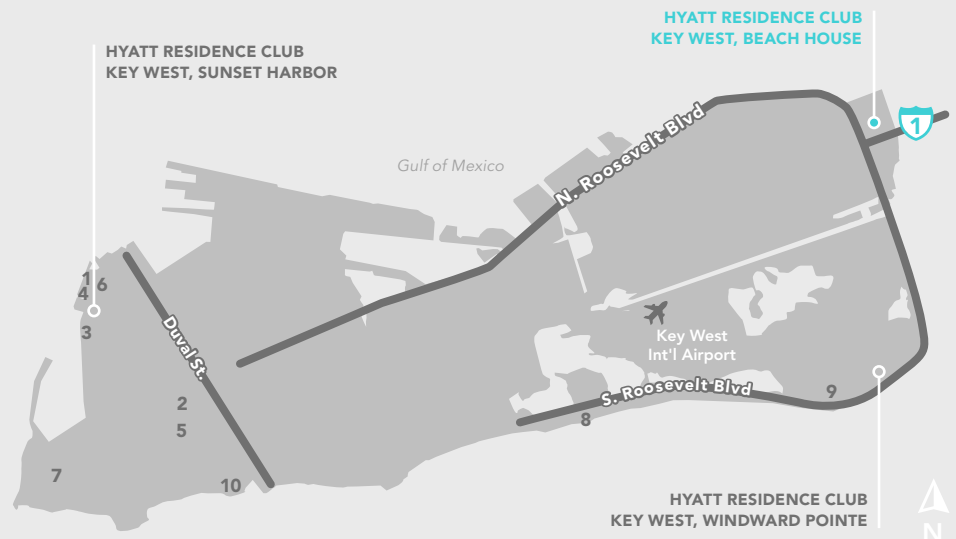 HYATT RESIDENCE CLUB
KEY WEST, BEACH HOUSE
HYATT RESIDENCE CLUB
KEY WEST, SUNSET HARBOR
1
N. Roosevelt Blvd
Gulf of Mexico
1
6
4
3
Duval St.
Key West
Int'l Airport
S. Roosevelt Blvd
9
2
8
5
7
10
HYATT RESIDENCE CLUB
KEY WEST, WINDWARD POINTE
N